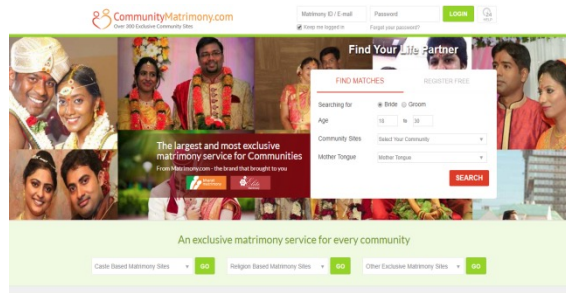 CommunityMatrimony.com
Over 300 Exclusive Community Sites
Matrimony ID / E-mail
Password
LOGIN
Keep me logged in
Forgot your password?
Find Your Life Partner
FIND MATCHES
REGISTER FREE
Searching for
Bride
Groom
Age
18
to
30
Community Sites
Select Your Community
Mother Tongue
Mother Tongue
SEARCH
The largest and most exclusive
matrimony service for Communities
From Matrimony.com - the brand that brought to you
An exclusive matrimony service for every community
Caste Based Matrimony Sites
GO
Religion Based Matrimony Sites
GO
Other Exclusive Matrimony Sites
GO